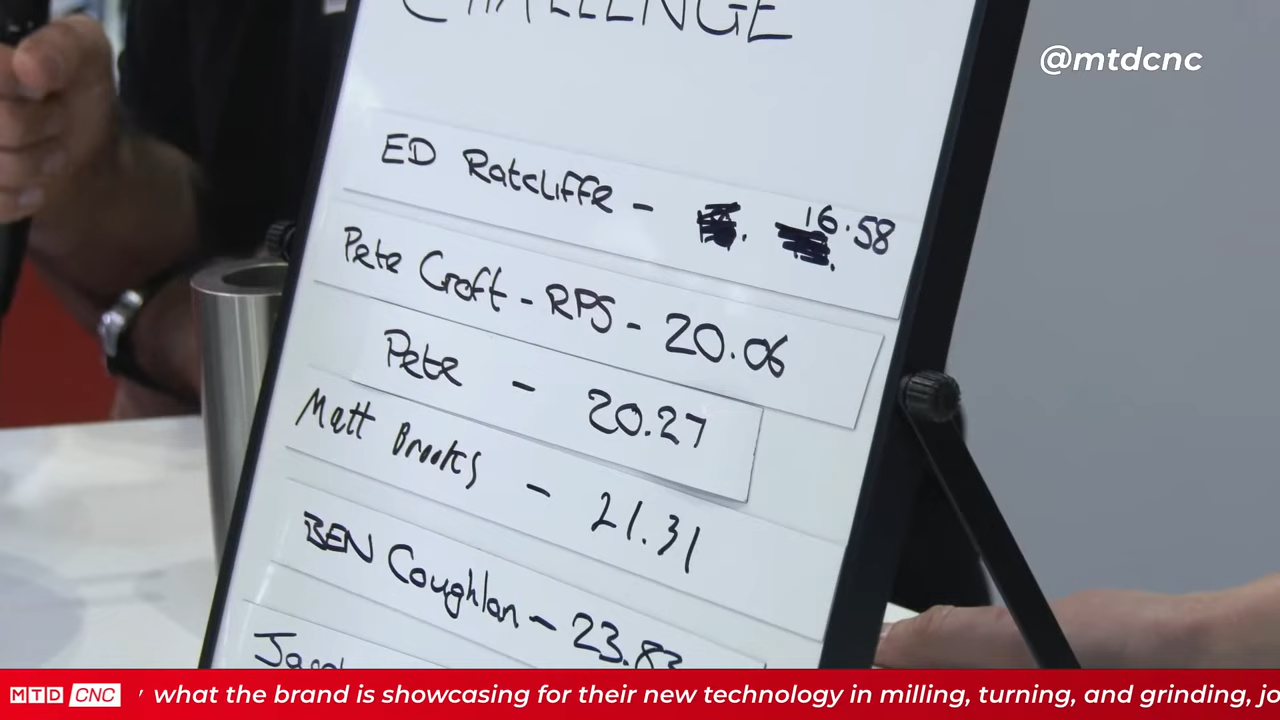 CHALLENGE
@mtdcnc
ED Ratcliffe - 16.58
Pete Croft - RPS - 20.06
Pete - 20.27
Matt Brooks - 21.31
BEN Coughlan - 23.83
MTD CNC what the brand is showcasing for their new technology in milling, turning, and grinding, jo